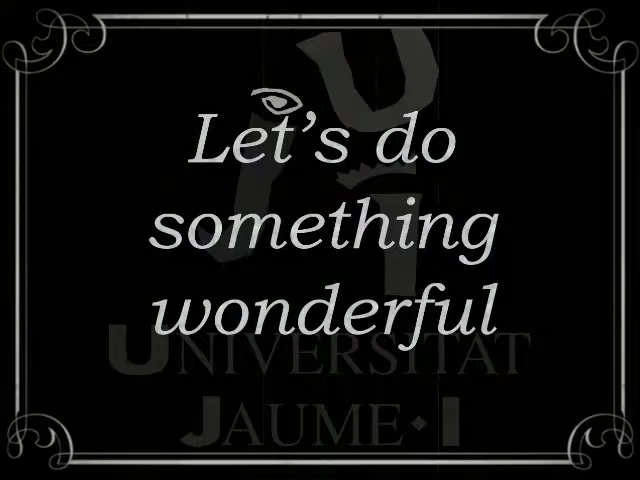 Let's do
something
wonderful
UNIVERSITAT
JAUME·I